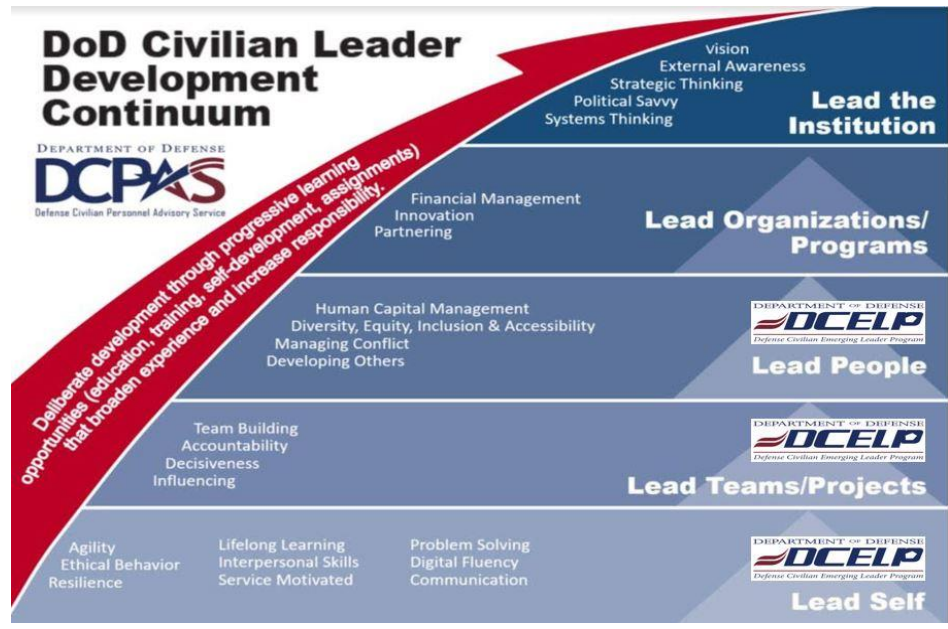 DoD Civilian Leader
Development
Continuum
DEPARTMENT OF DEFENSE
DCPAS
Defense Civilian Personnel Advisory Service
Deliberate development through progressive learning
opportunities (education, training, self-development, assignments)
that broaden experience and increase responsibility.
Vision
External Awareness
Strategic Thinking
Political Savvy
Systems Thinking
Lead the
Institution
Financial Management
Innovation
Partnering
Lead Organizations/
Programs
Human Capital Management
Diversity, Equity, Inclusion & Accessibility
Managing Conflict
Developing Others
DEPARTMENT OF DEFENSE
DCELP
Defense Civilian Emerging Leader Program
Lead People
Team Building
Accountability
Decisiveness
Influencing
DEPARTMENT OF DEFENSE
DCELP
Defense Civilian Emerging Leader Program
Lead Teams/Projects
Agility
Ethical Behavior
Resilience
Lifelong Learning
Interpersonal Skills
Service Motivated
Problem Solving
Digital Fluency
Communication
DEPARTMENT OF DEFENSE
DCELP
Defense Civilian Emerging Leader Program
Lead Self